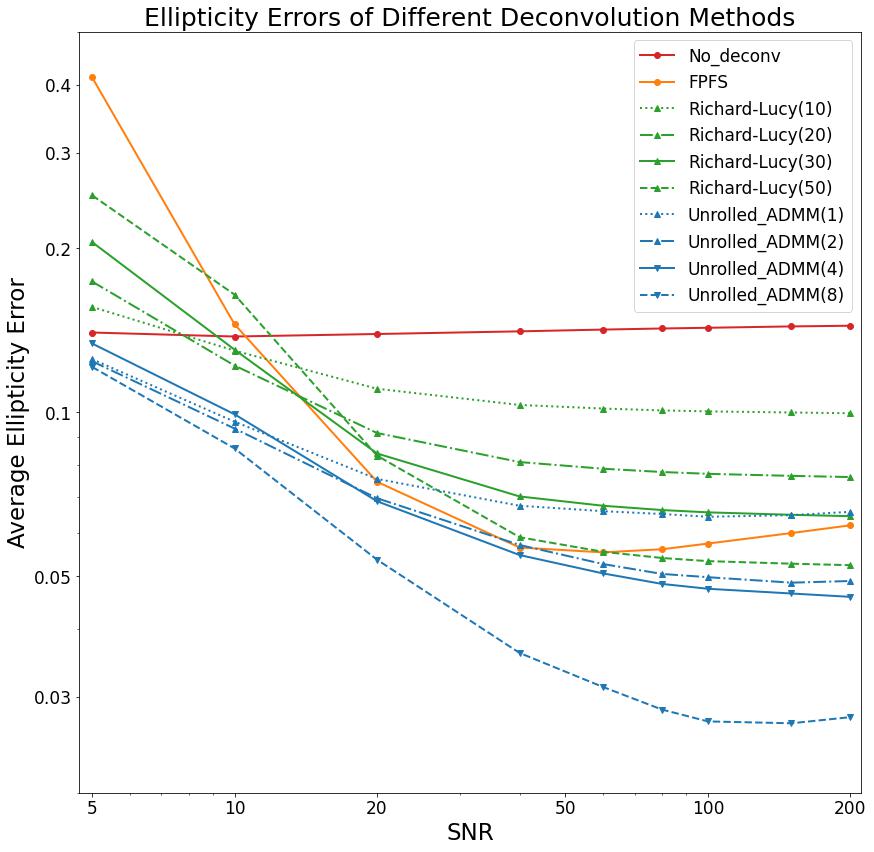 Ellipticity Errors of Different Deconvolution Methods
No_deconv
FPFS
Richard-Lucy(10)
Richard-Lucy(20)
Richard-Lucy(30)
Richard-Lucy(50)
Unrolled_ADMM(1)
Unrolled_ADMM(2)
Unrolled_ADMM(4)
Unrolled_ADMM(8)
Average Ellipticity Error
0.4
0.3
0.2
0.1
0.05
0.03
5 10 20 50 100 200
SNR